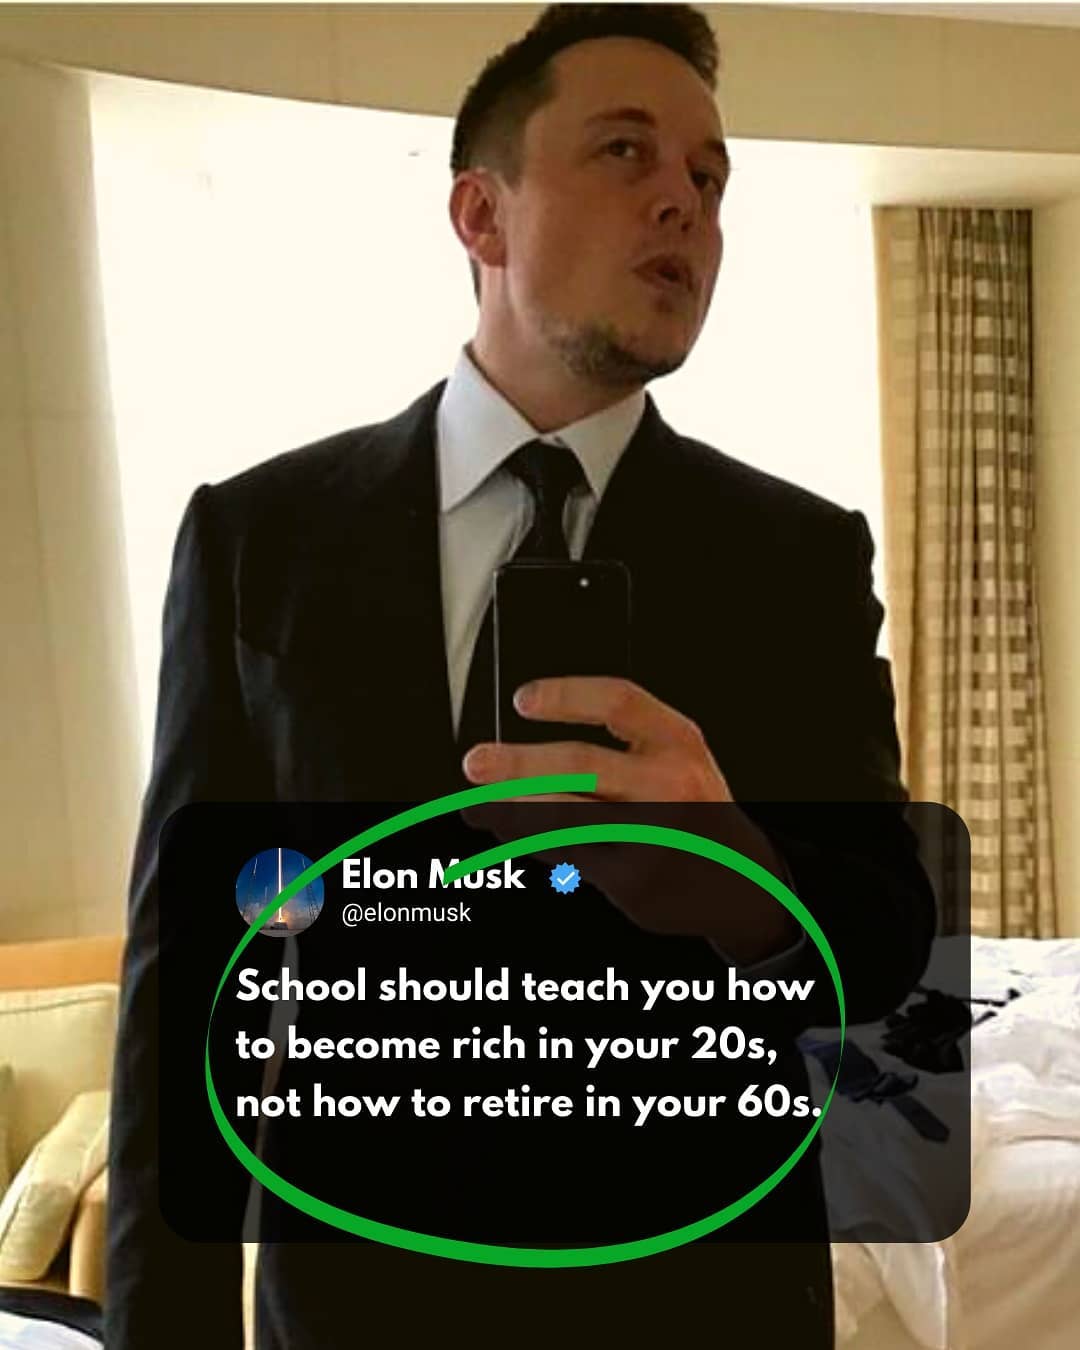 Elon Musk
@elonmusk
School should teach you how
to become rich in your 20s,
not how to retire in your 60s.